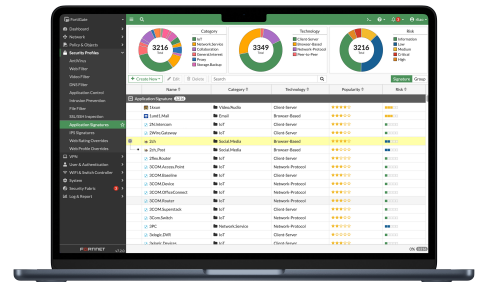 FortiGate
Dashboard
Network
Policy & Objects
Security Profiles
AntiVirus
Web Filter
Video Filter
DNS Filter
Application Control
Intrusion Prevention
File Filter
SSL/SSH Inspection
Application Signatures
IPS Signatures
Web Rating Overrides
Web Profile Overrides
VPN
User & Authentication
WiFi & Switch Controller
System
Security Fabric
Log & Report
FORTINET
Category
3216
Total
IoT
Network.Service
Collaboration
General.Interest
Proxy
Storage.Backup
Technology
3349
Total
Client-Server
Browser-Based
Network-Protocol
Peer-to-Peer
Risk
3216
Total
Information
Low
Medium
Critical
High
+ Create New Edit Delete Search Signature Group
Name Category Technology Popularity Risk
Application Signature
1kxun Video/Audio Client-Server
1und1.Mail Email Browser-Based
2N.Intercom IoT Client-Server
2Wire.Gateway IoT Client-Server
2ch Social.Media Browser-Based
2ch_Post Social.Media Browser-Based
IoT Client-Server
3COM.Access.Point IoT Network-Protocol
3COM.Baseline IoT Client-Server
3COM.Device IoT Network-Protocol
3COM.OfficeConnect IoT Network-Protocol
3COM.Router IoT Network-Protocol
3COM.Superstack IoT Client-Server
3Com.Switch IoT Client-Server
3PC Network.Service Network-Protocol
3xlogic.DVR IoT Client-Server
0%